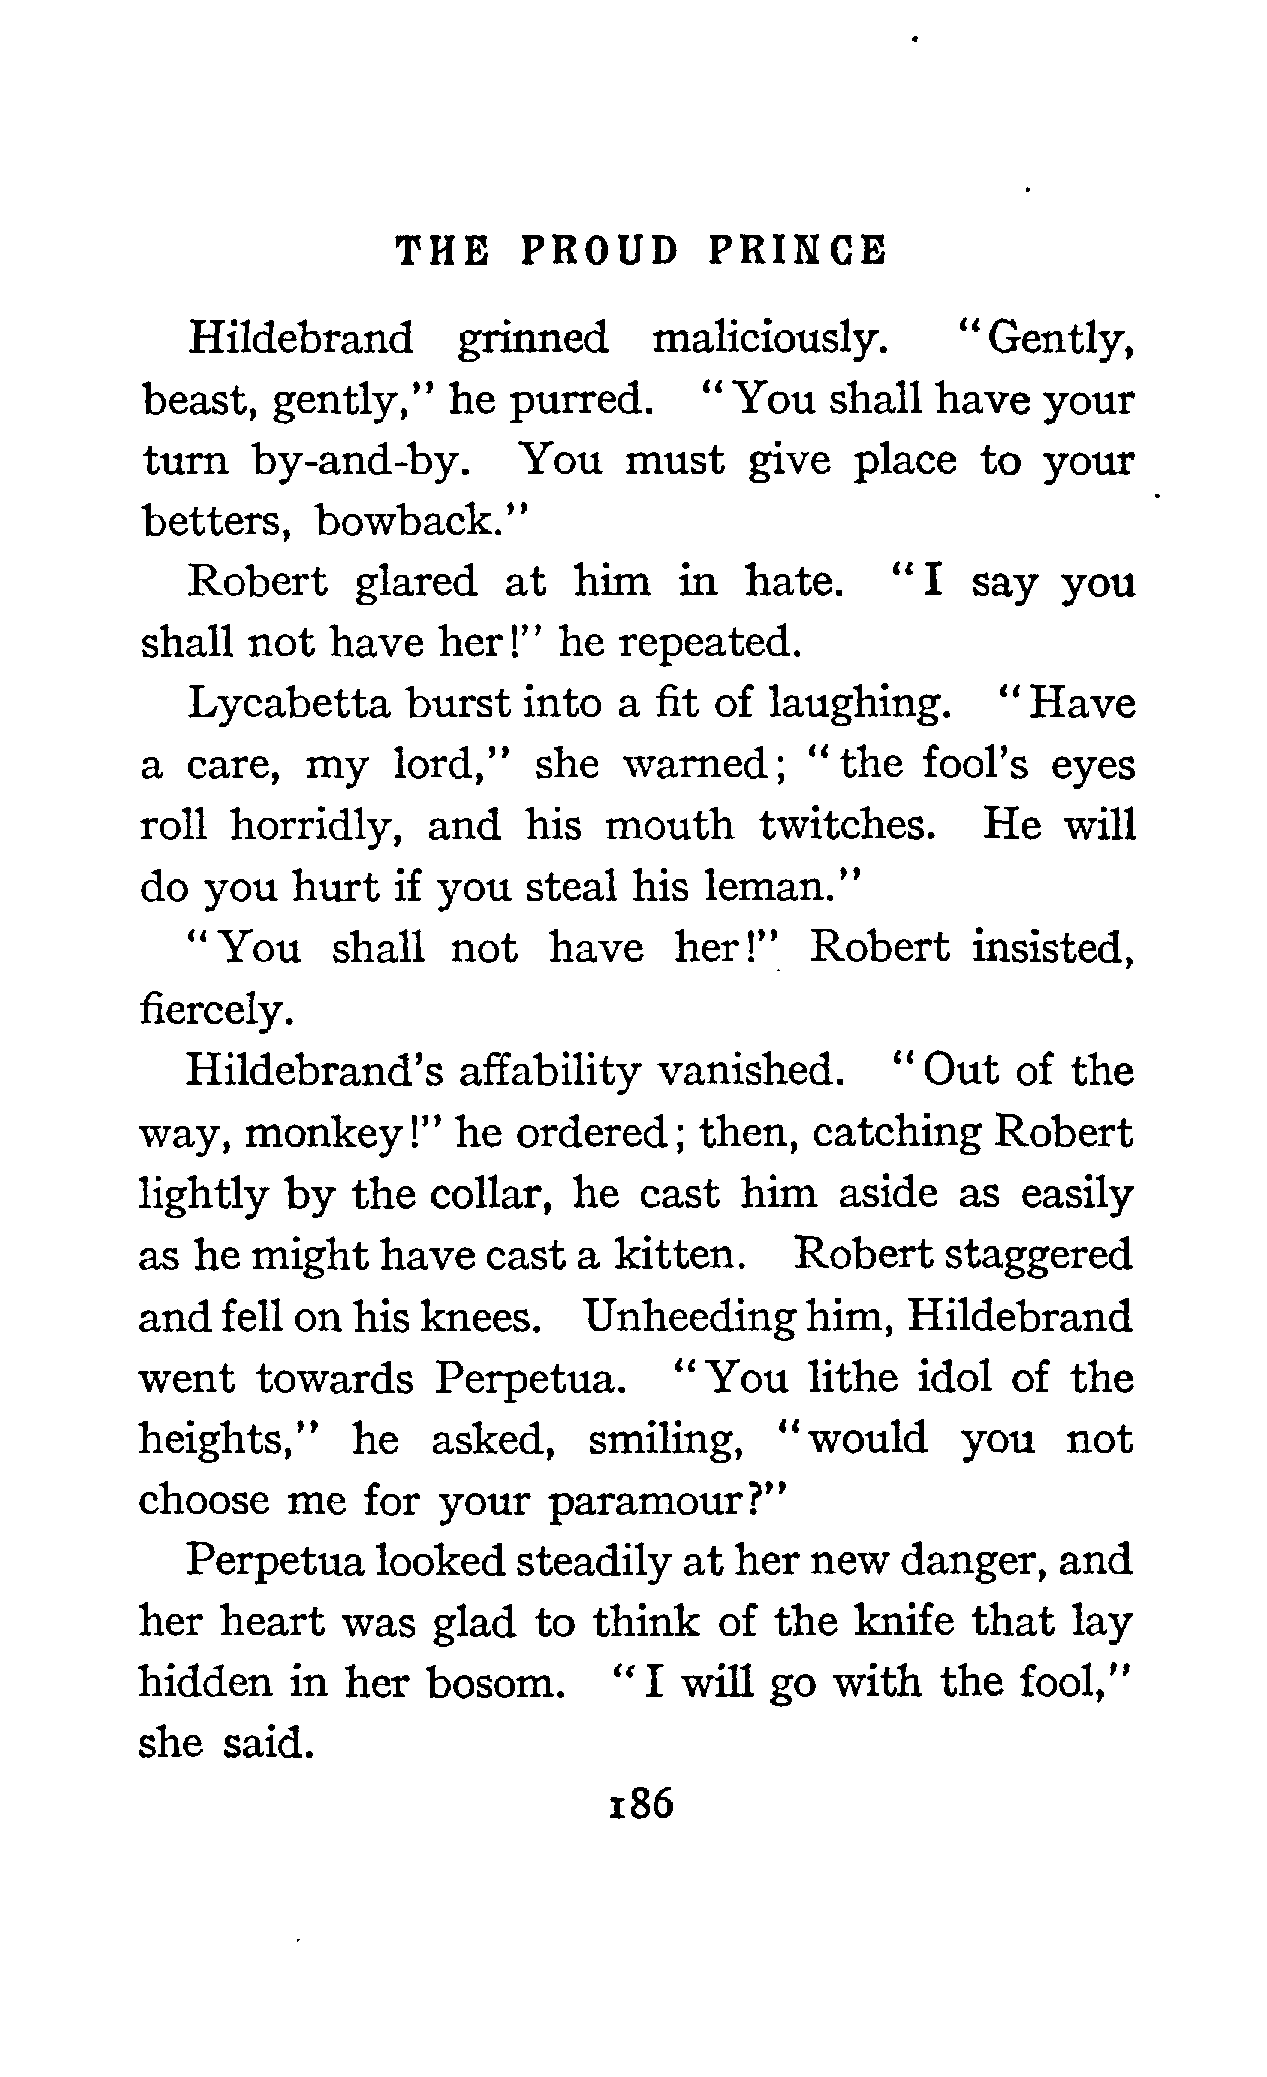 THE PROUD PRINCE
Hildebrand grinned maliciously. "Gently,
beast, gently," he purred. "You shall have your
turn by-and-by. You must give place to your
betters, bowback."
Robert glared at him in hate. "I say you
shall not have her!" he repeated.
Lycabetta burst into a fit of laughing. "Have
a care, my lord," she warned; "the fool's eyes
roll horridly, and his mouth twitches. He will
do you hurt if you steal his leman."
"You shall not have her!" Robert insisted,
fiercely.
Hildebrand's affability vanished. "Out of the
way, monkey!" he ordered; then, catching Robert
lightly by the collar, he cast him aside as easily
as he might have cast a kitten. Robert staggered
and fell on his knees. Unheeding him, Hildebrand
went towards Perpetua. "You lithe idol of the
heights," he asked, smiling, "would you not
choose me for your paramour?"
Perpetua looked steadily at her new danger, and
her heart was glad to think of the knife that lay
hidden in her bosom. "I will go with the fool,"
she said.
186